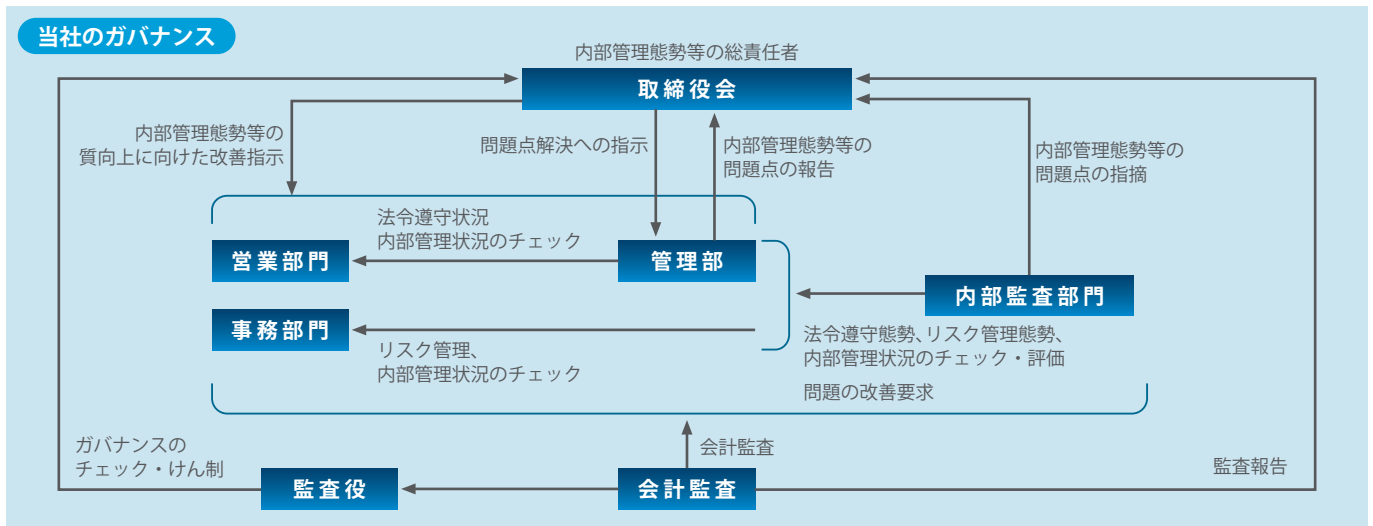 当社のガバナンス
内部管理態勢等の総責任者
取締役会
内部管理態勢等の
質向上に向けた改善指示
問題点解決への指示
内部管理態勢等の
問題点の報告
内部管理態勢等の
問題点の指摘
法令遵守状況
内部管理状況のチェック
営業部門
管理部
内部監査部門
事務部門
リスク管理、
内部管理状況のチェック
法令遵守態勢、リスク管理態勢、
内部管理状況のチェック・評価
問題の改善要求
ガバナンスの
チェック・けん制
会計監査
監査報告
監査役
会計監査